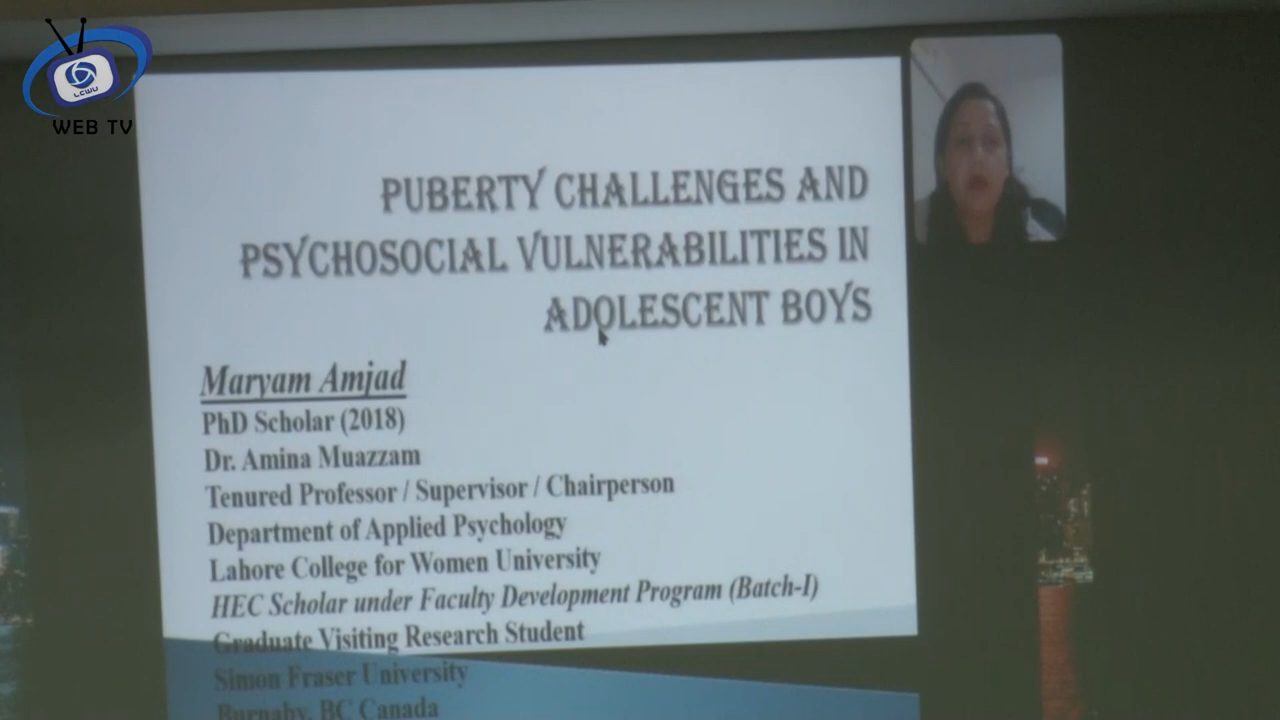 LCWU
WEB TV
PUBERTY CHALLENGES AND
PSYCHOSOCIAL VULNERABILITIES IN
ADOLESCENT BOYS
Maryam Amjad
PhD Scholar (2018)
Dr. Amina Muazzam
Tenured Professor / Supervisor / Chairperson
Department of Applied Psychology
Lahore College for Women University
HEC Scholar under Faculty Development Program (Batch-I)
Graduate Visiting Research Student
Simon Fraser University
Burnaby, BC Canada